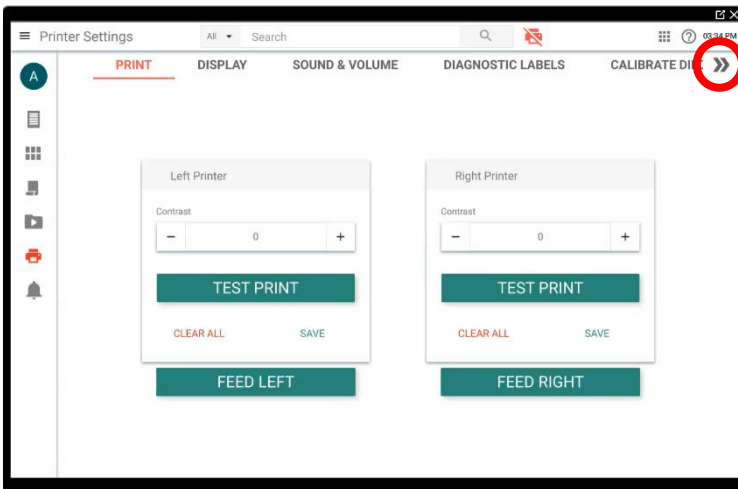 Printer Settings All Search 03:34 PM
A PRINT DISPLAY SOUND & VOLUME DIAGNOSTIC LABELS CALIBRATE
Left Printer Right Printer
Contrast Contrast
− 0 + − 0 +
TEST PRINT TEST PRINT
CLEAR ALL SAVE CLEAR ALL SAVE
FEED LEFT FEED RIGHT